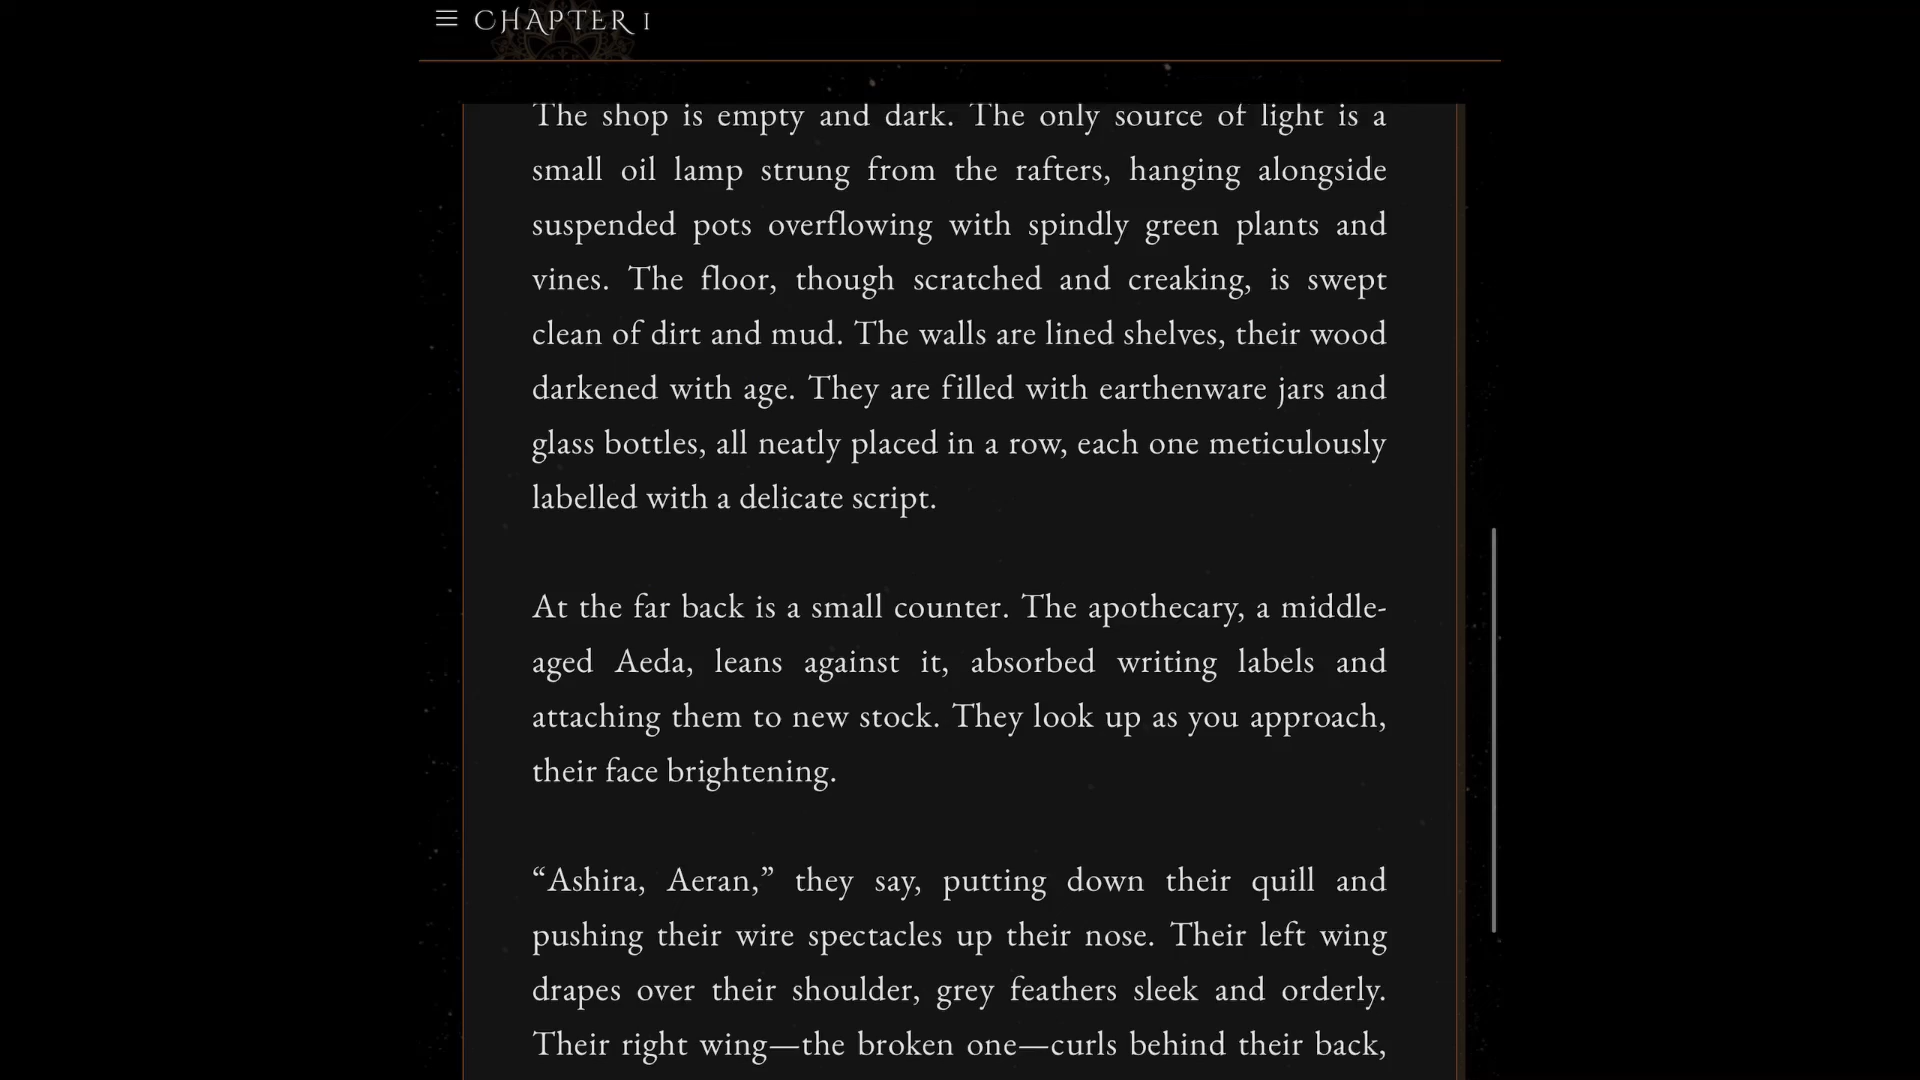 CHAPTER I
The shop is empty and dark. The only source of light is a
small oil lamp strung from the rafters, hanging alongside
suspended pots overflowing with spindly green plants and
vines. The floor, though scratched and creaking, is swept
clean of dirt and mud. The walls are lined shelves, their wood
darkened with age. They are filled with earthenware jars and
glass bottles, all neatly placed in a row, each one meticulously
labelled with a delicate script.
At the far back is a small counter. The apothecary, a middle-
aged Aeda, leans against it, absorbed writing labels and
attaching them to new stock. They look up as you approach,
their face brightening.
“Ashira, Aeran,” they say, putting down their quill and
pushing their wire spectacles up their nose. Their left wing
drapes over their shoulder, grey feathers sleek and orderly.
Their right wing—the broken one—curls behind their back,